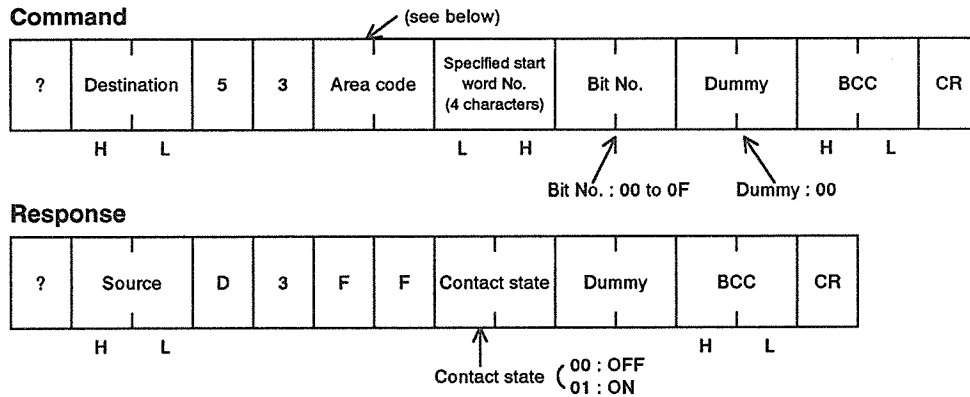 Command
(see below)
? Destination 5 3 Area code Specified start word No. (4 characters) Bit No. Dummy BCC CR
H L L H H L
Bit No. : 00 to 0F Dummy : 00
Response
? Source D 3 F F Contact state Dummy BCC CR
H L H L
Contact state ( 00 : OFF
01 : ON